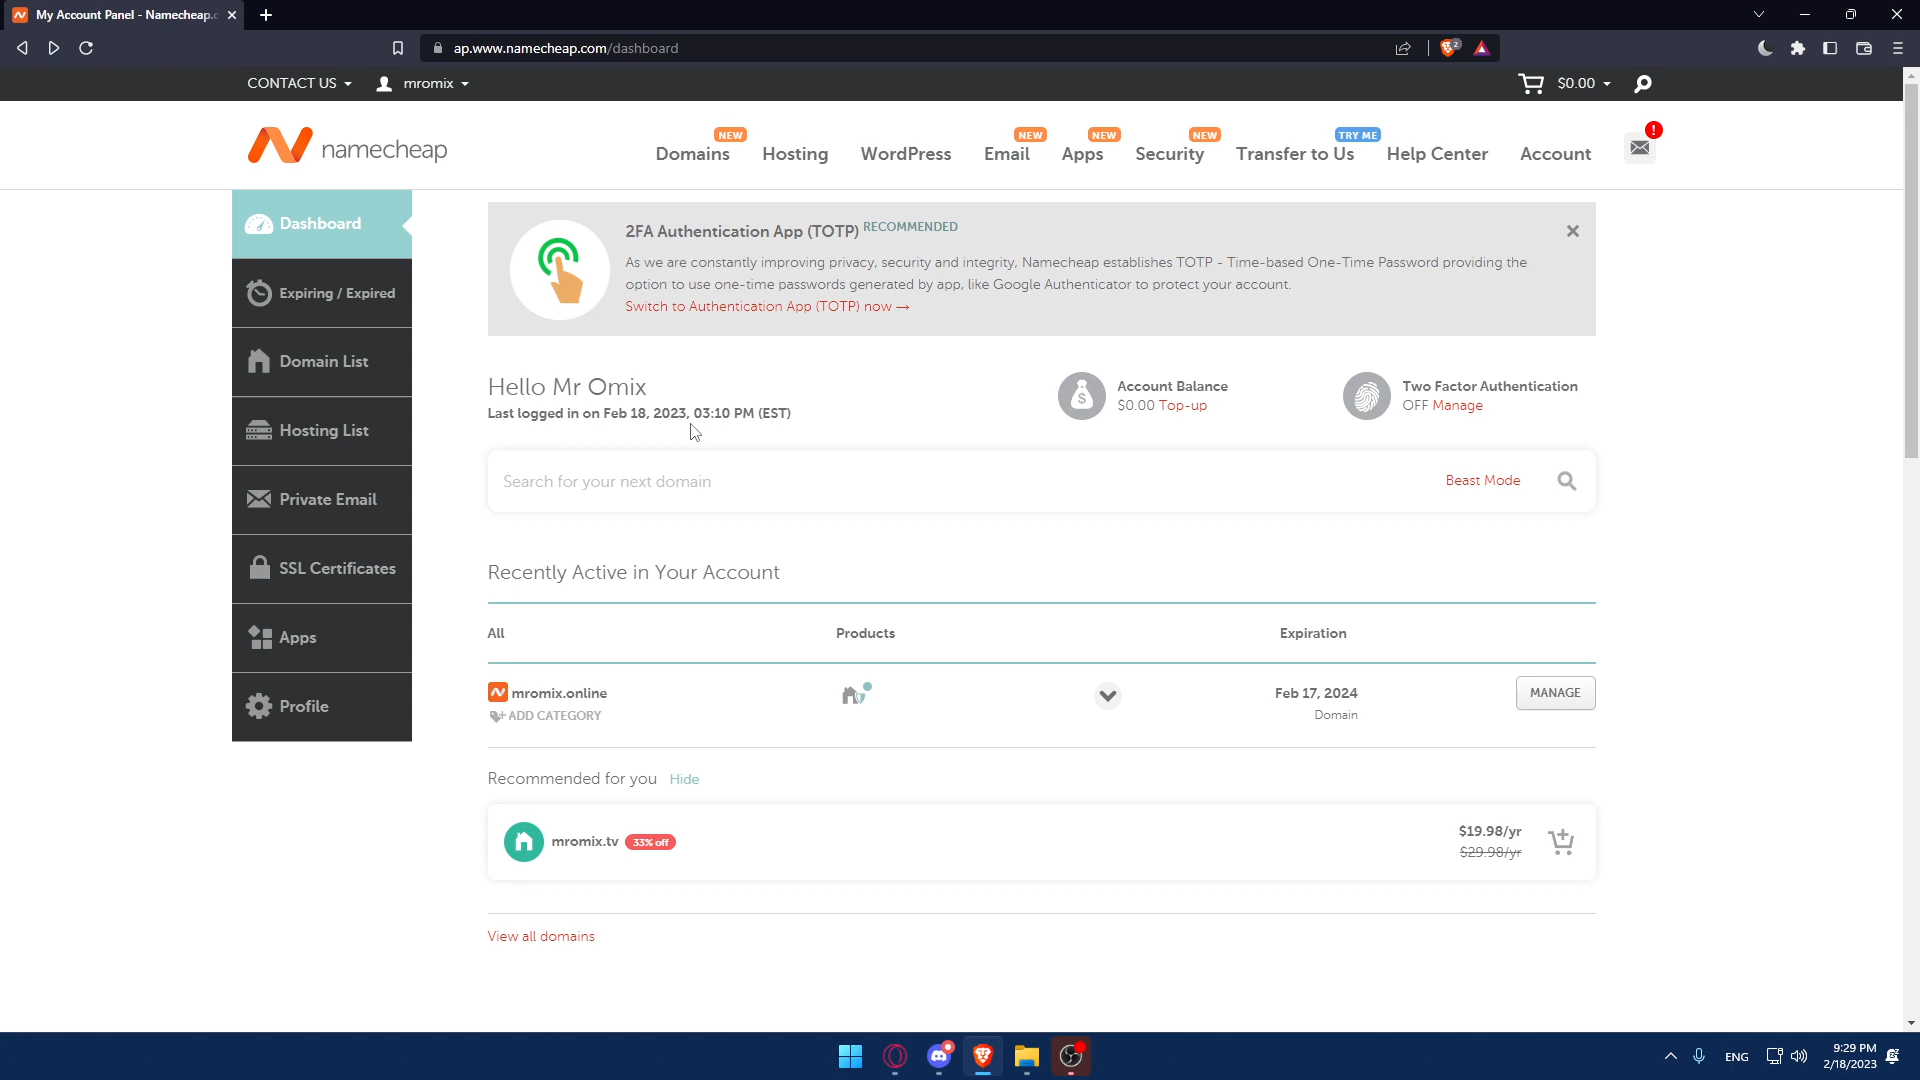 My Account Panel - Namecheap.c
ap.www.namecheap.com/dashboard
2
CONTACT US
mromix
$0.00
namecheap
NEW
NEW
NEW
NEW
TRY ME
!
Domains
Hosting
WordPress
Email
Apps
Security
Transfer to Us
Help Center
Account
Dashboard
Expiring / Expired
Domain List
Hosting List
Private Email
SSL Certificates
Apps
Profile
2FA Authentication App (TOTP) RECOMMENDED
As we are constantly improving privacy, security and integrity, Namecheap establishes TOTP - Time-based One-Time Password providing the
option to use one-time passwords generated by app, like Google Authenticator to protect your account.
Switch to Authentication App (TOTP) now →
Hello Mr Omix
Last logged in on Feb 18, 2023, 03:10 PM (EST)
Account Balance
$0.00 Top-up
Two Factor Authentication
OFF Manage
Search for your next domain
Beast Mode
Recently Active in Your Account
All
Products
Expiration
mromix.online
ADD CATEGORY
Feb 17, 2024
Domain
MANAGE
Recommended for you Hide
mromix.tv 33% off
$19.98/yr
$29.98/yr
View all domains
ENG
9:29 PM
2/18/2023